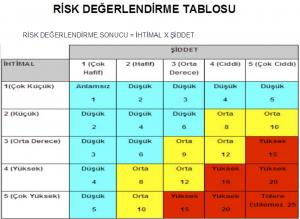 RİSK DEĞERLENDİRME TABLOSU
RİSK DEĞERLENDİRME SONUCU = İHTİMAL X ŞİDDET
ŞİDDET
İHTİMAL 1 (Çok Hafif) 2 (Hafif) 3 (Orta Derece) 4 (Ciddi) 5 (Çok Ciddi)
1(Çok Küçük) Anlamsız 1 Düşük 2 Düşük 3 Düşük 4 Düşük 5
2 (Küçük) Düşük 2 Düşük 4 Düşük 6 Orta 8 Orta 10
3 (Orta Derece) Düşük 3 Düşük 6 Orta 9 Orta 12 Yüksek 15
4 (Yüksek) Düşük 4 Orta 8 Orta 12 Yüksek 16 Yüksek 20
5 (Çok Yüksek) Düşük 5 Orta 10 Yüksek 15 Yüksek 20 Tolere Edilemez 25